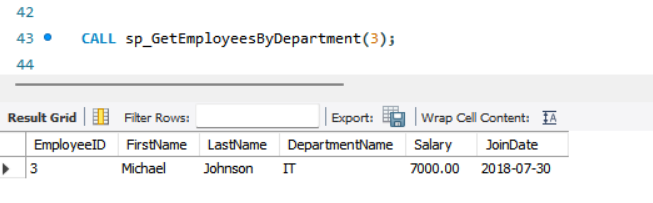 42
43 CALL sp_GetEmployeesByDepartment(3);
44
Result Grid Filter Rows: Export: Wrap Cell Content: IA
EmployeeID FirstName LastName DepartmentName Salary JoinDate
3 Michael Johnson IT 7000.00 2018-07-30